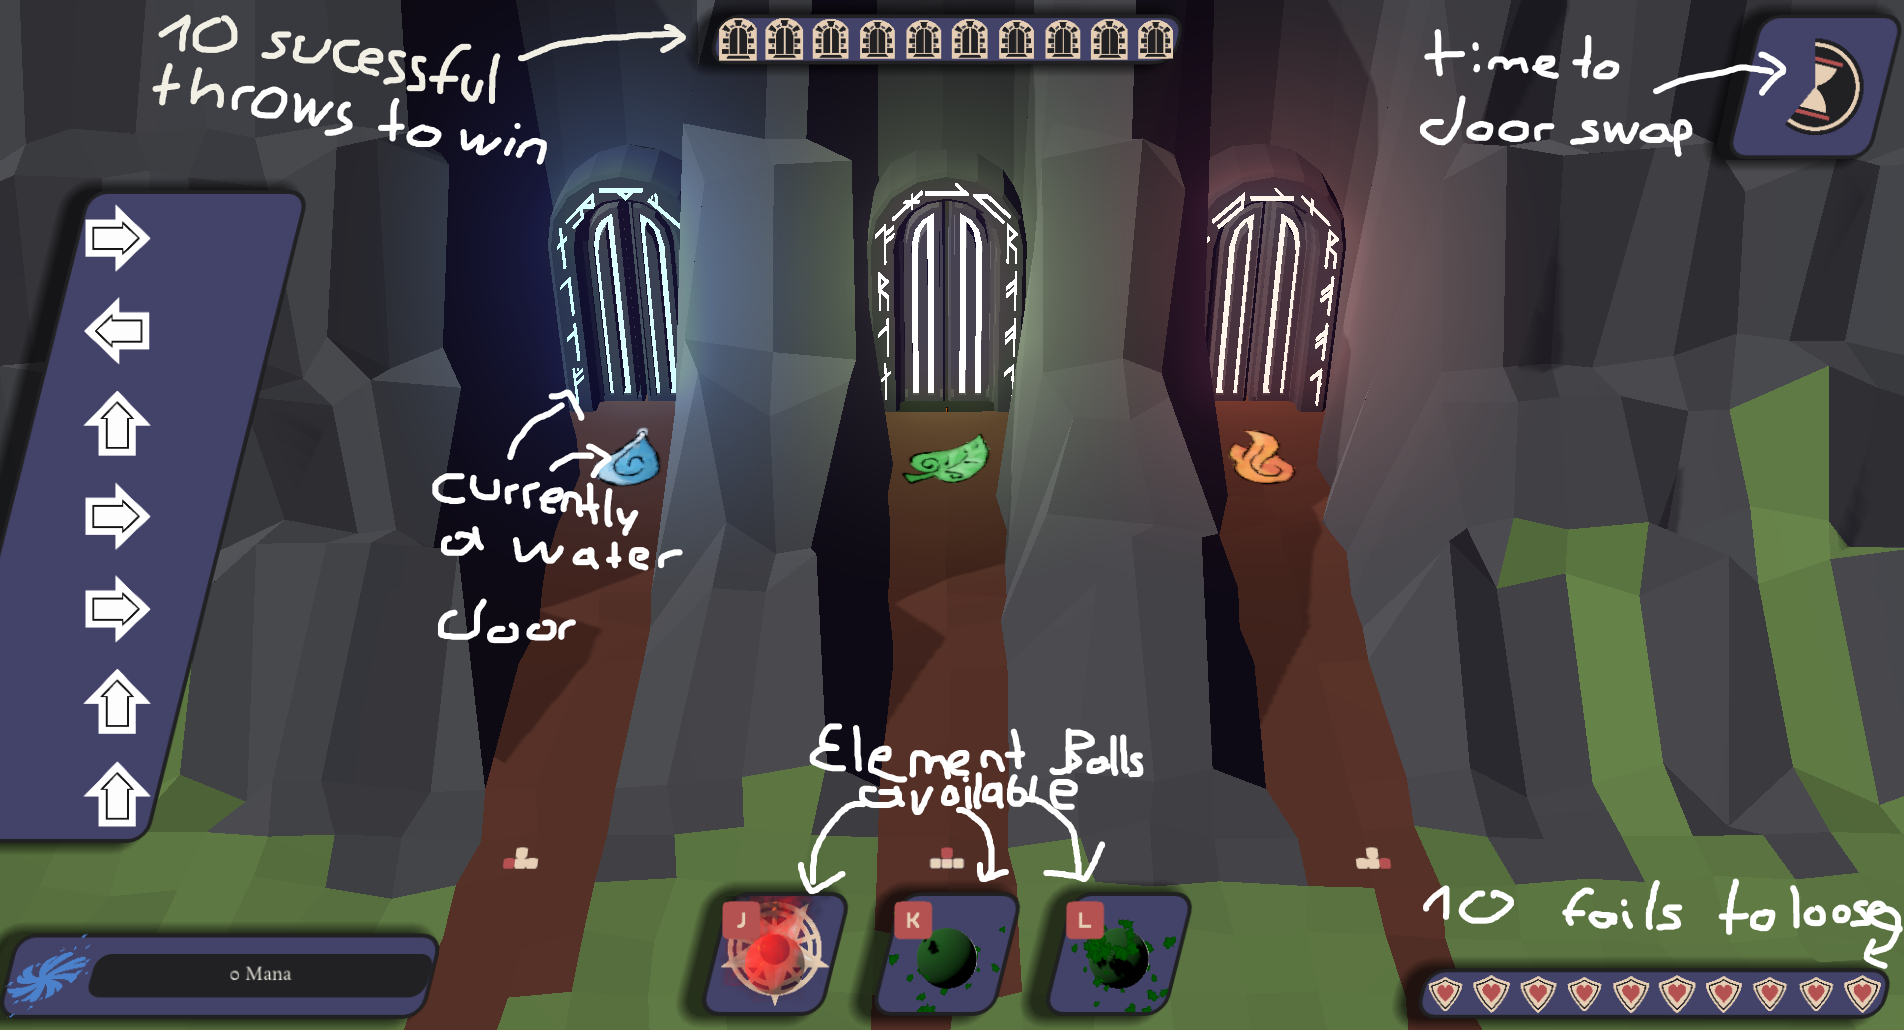 10 sucessful
throws to win
time to
door swap
currently
a water
door
Element Balls
available
J
K
L
10 fails to loose
0 Mana